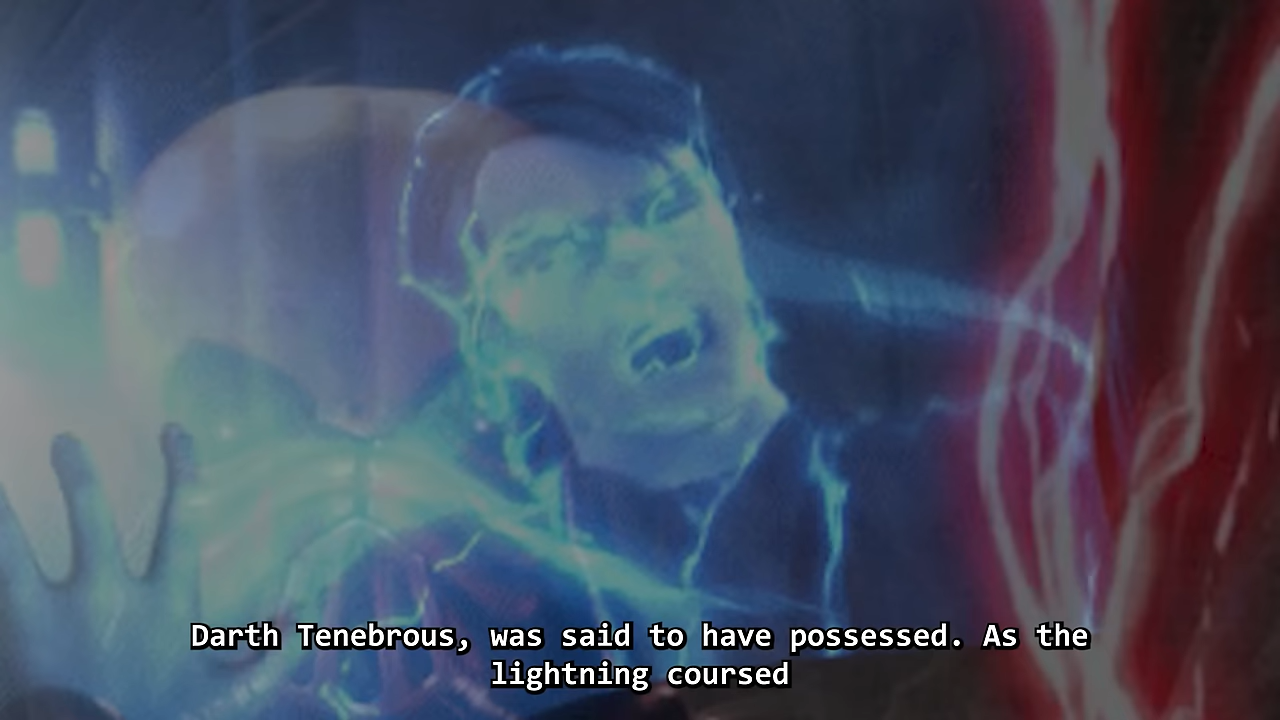 Darth Tenebrous, was said to have possessed. As the
lightning coursed